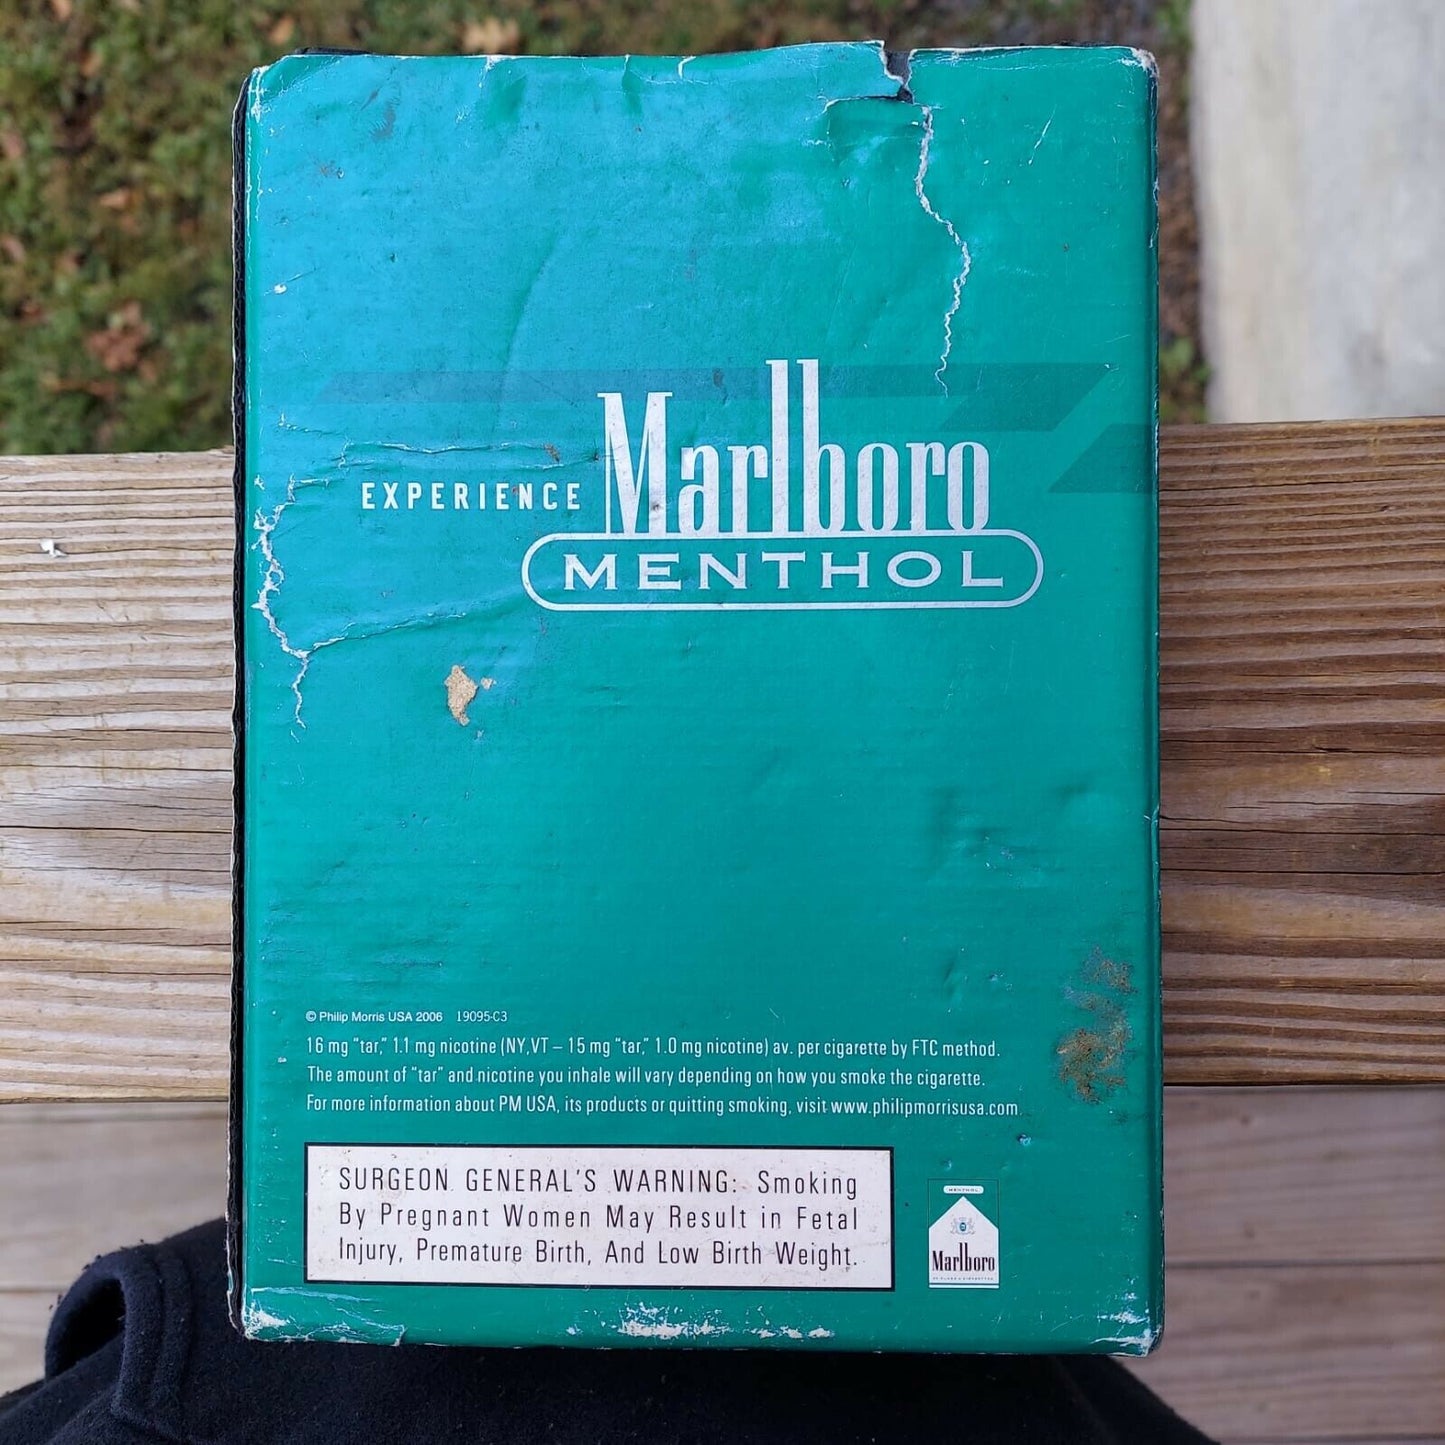 EXPERIENCE Marlboro
MENTHOL
© Philip Morris USA 2006 19095-C3
16 mg “tar,” 1.1 mg nicotine (NY,VT – 15 mg “tar,” 1.0 mg nicotine) av. per cigarette by FTC method.
The amount of “tar” and nicotine you inhale will vary depending on how you smoke the cigarette.
For more information about PM USA, its products or quitting smoking, visit www.philipmorrisusa.com.
SURGEON GENERAL'S WARNING: Smoking
By Pregnant Women May Result in Fetal
Injury, Premature Birth, And Low Birth Weight.
MENTHOL
Marlboro